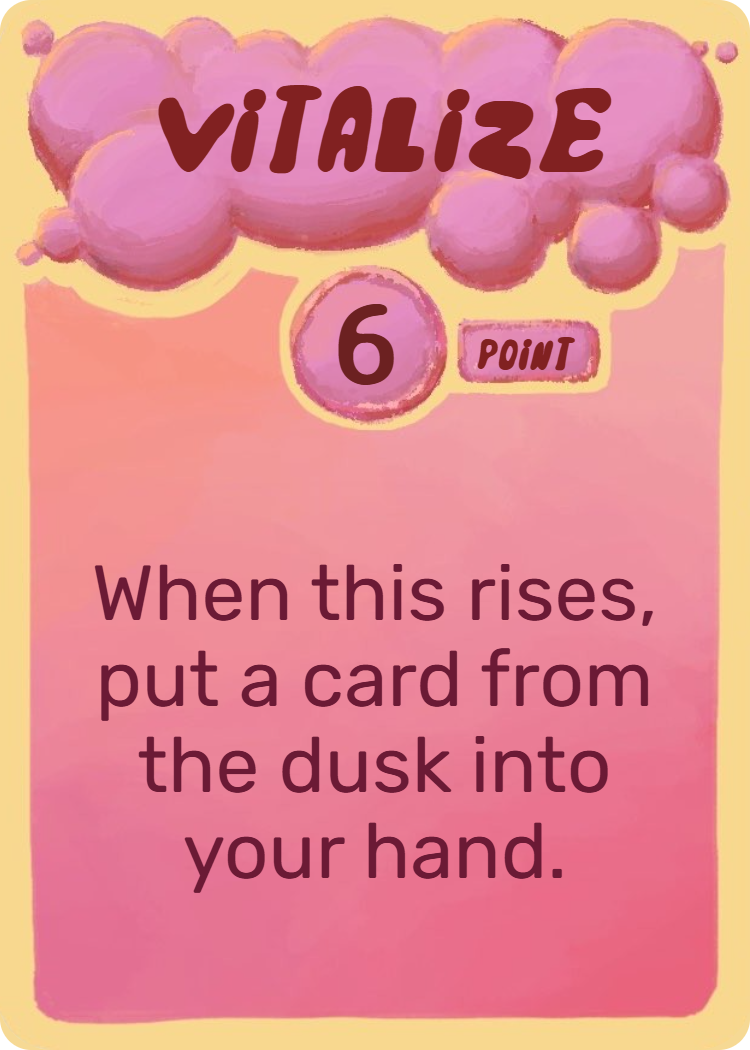 VITALIZE
6
POINT
When this rises,
put a card from
the dusk into
your hand.